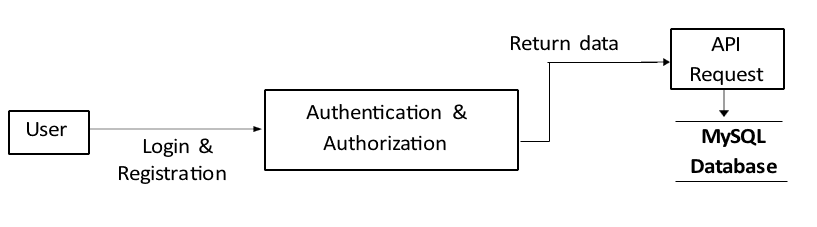 User
Login &
Registration
Authentication &
Authorization
Return data
API
Request
MySQL
Database